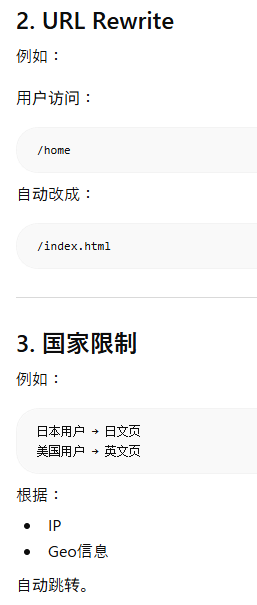 2. URL Rewrite
例如：
用户访问：
/home
自动改成：
/index.html
3. 国家限制
例如：
日本用户 → 日文页
美国用户 → 英文页
根据：
• IP
• Geo信息
自动跳转。